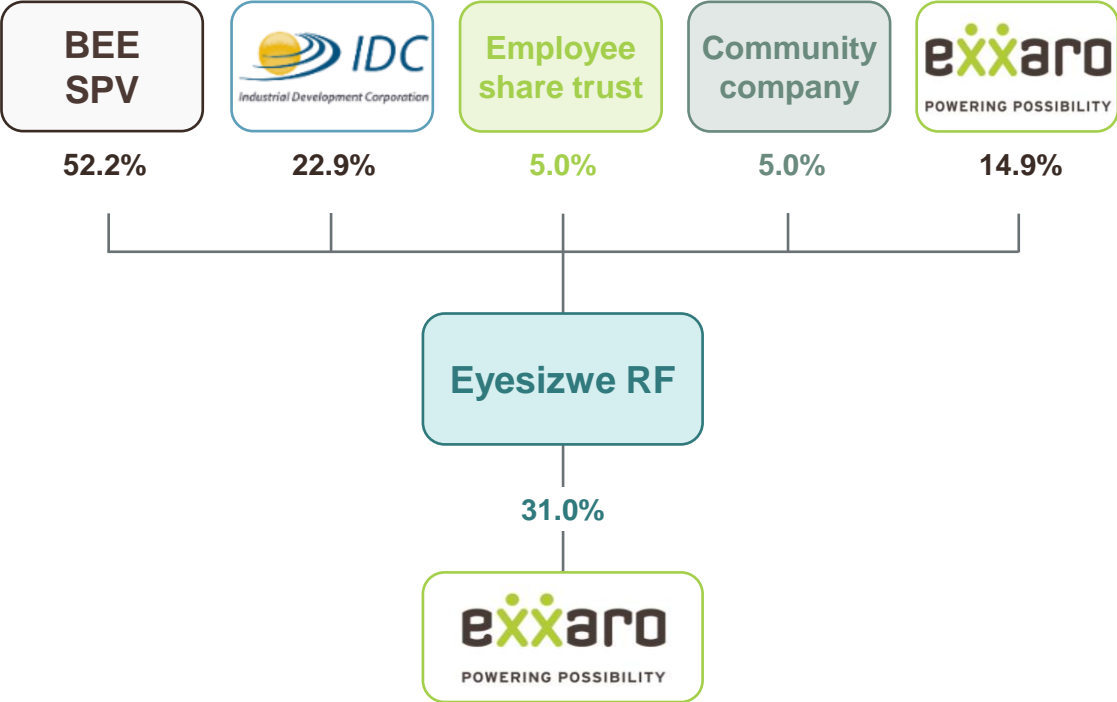 BEE
SPV
IDC
Industrial Development Corporation
Employee
share trust
Community
company
exxaro
POWERING POSSIBILITY
52.2%
22.9%
5.0%
5.0%
14.9%
Eyesizwe RF
31.0%
exxaro
POWERING POSSIBILITY